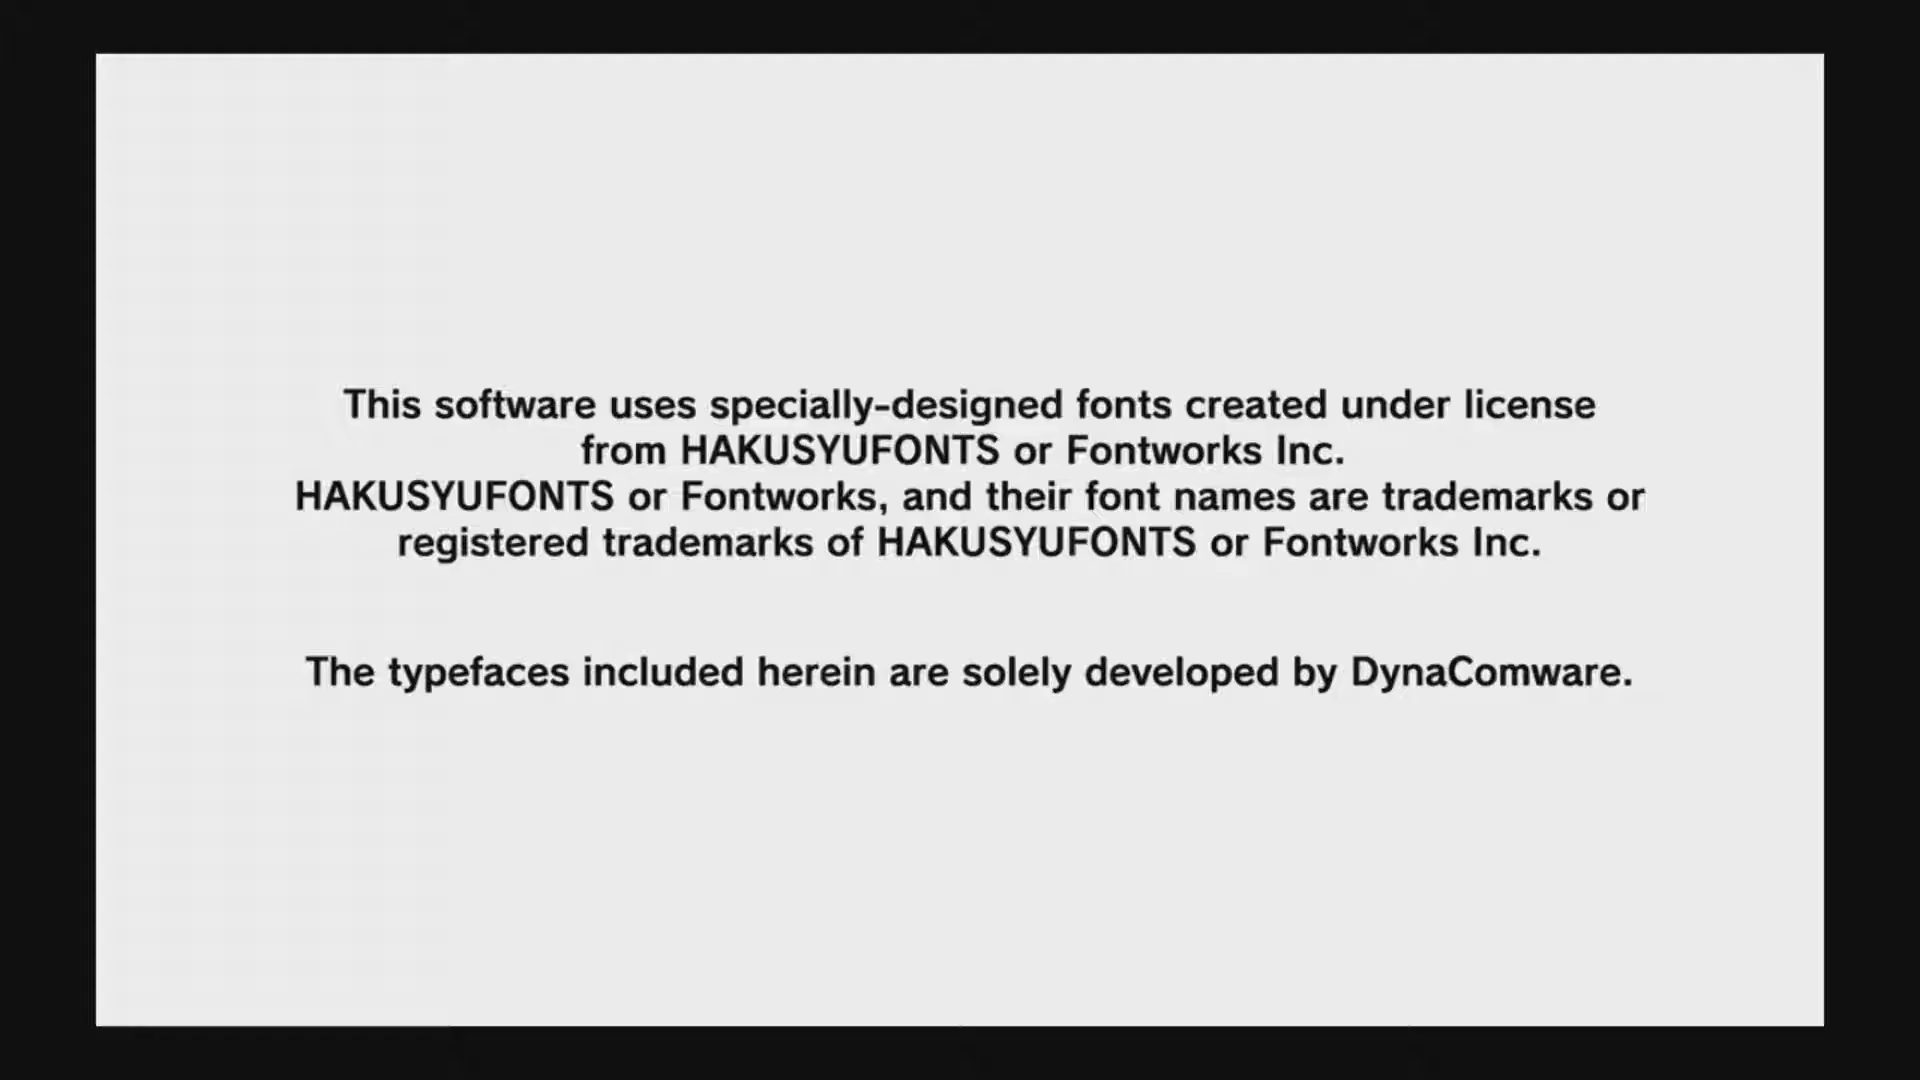 This software uses specially-designed fonts created under license
from HAKUSYUFONTS or Fontworks Inc.
HAKUSYUFONTS or Fontworks, and their font names are trademarks or
registered trademarks of HAKUSYUFONTS or Fontworks Inc.
The typefaces included herein are solely developed by DynaComware.